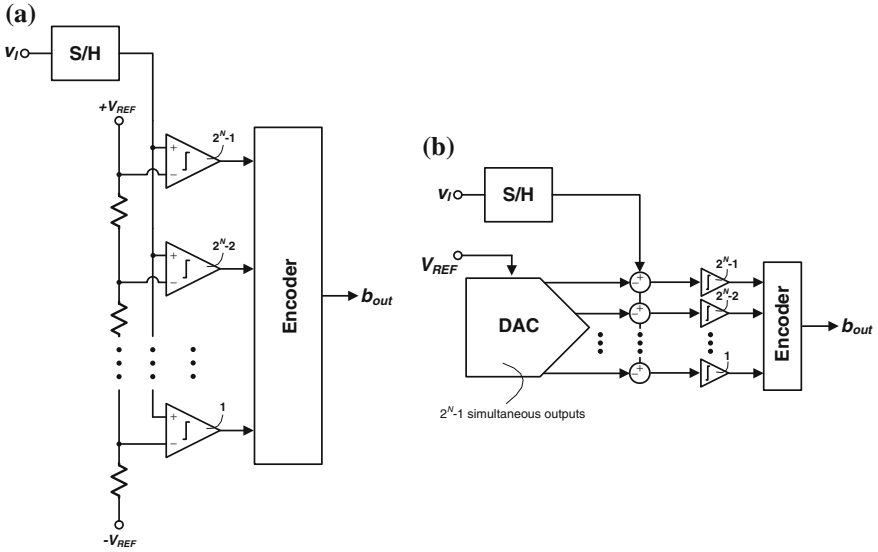 (a)
v_I
S/H
+V_REF
+
−
2^N-1
+
−
2^N-2
+
−
1
Encoder
b_out
-V_REF
(b)
v_I
S/H
V_REF
DAC
2^N-1 simultaneous outputs
− +
− +
− +
2^N-1
2^N-2
1
Encoder
b_out